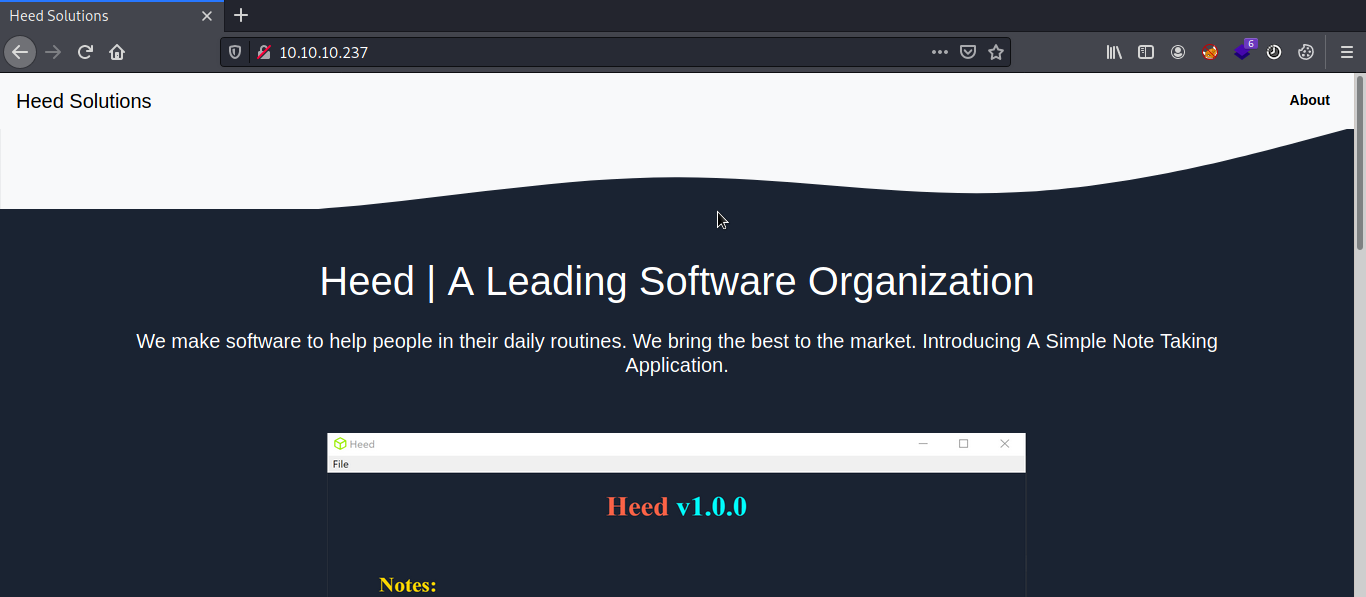 Heed Solutions
10.10.10.237
6
Heed Solutions
About
Heed | A Leading Software Organization
We make software to help people in their daily routines. We bring the best to the market. Introducing A Simple Note Taking
Application.
Heed
File
Heed v1.0.0
Notes: